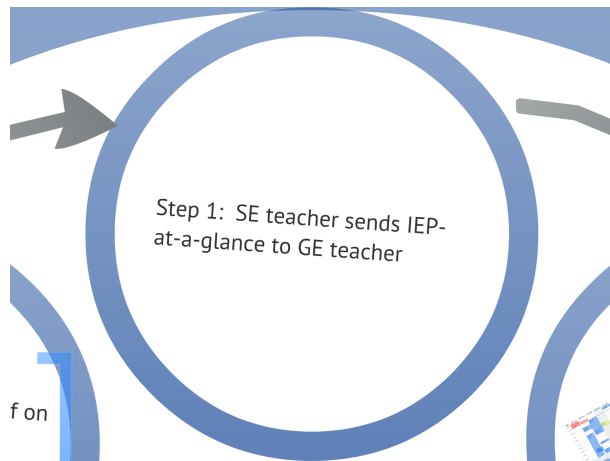 Step 1:  SE teacher sends IEP-
at-a-glance to GE teacher
f on